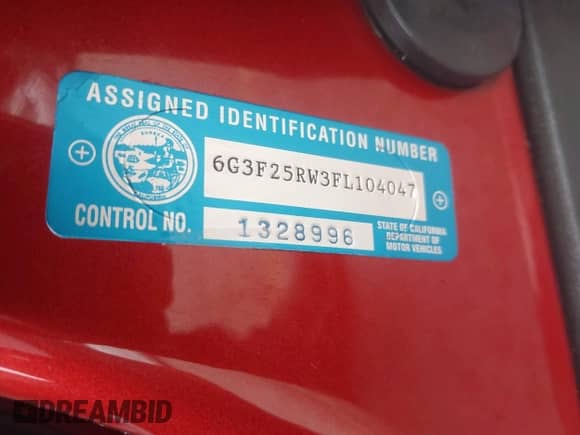 ASSIGNED IDENTIFICATION NUMBER
6G3F25RW3FL104047
CONTROL NO.
1328996
STATE OF CALIFORNIA
DEPARTMENT OF
MOTOR VEHICLES
DREAMBID